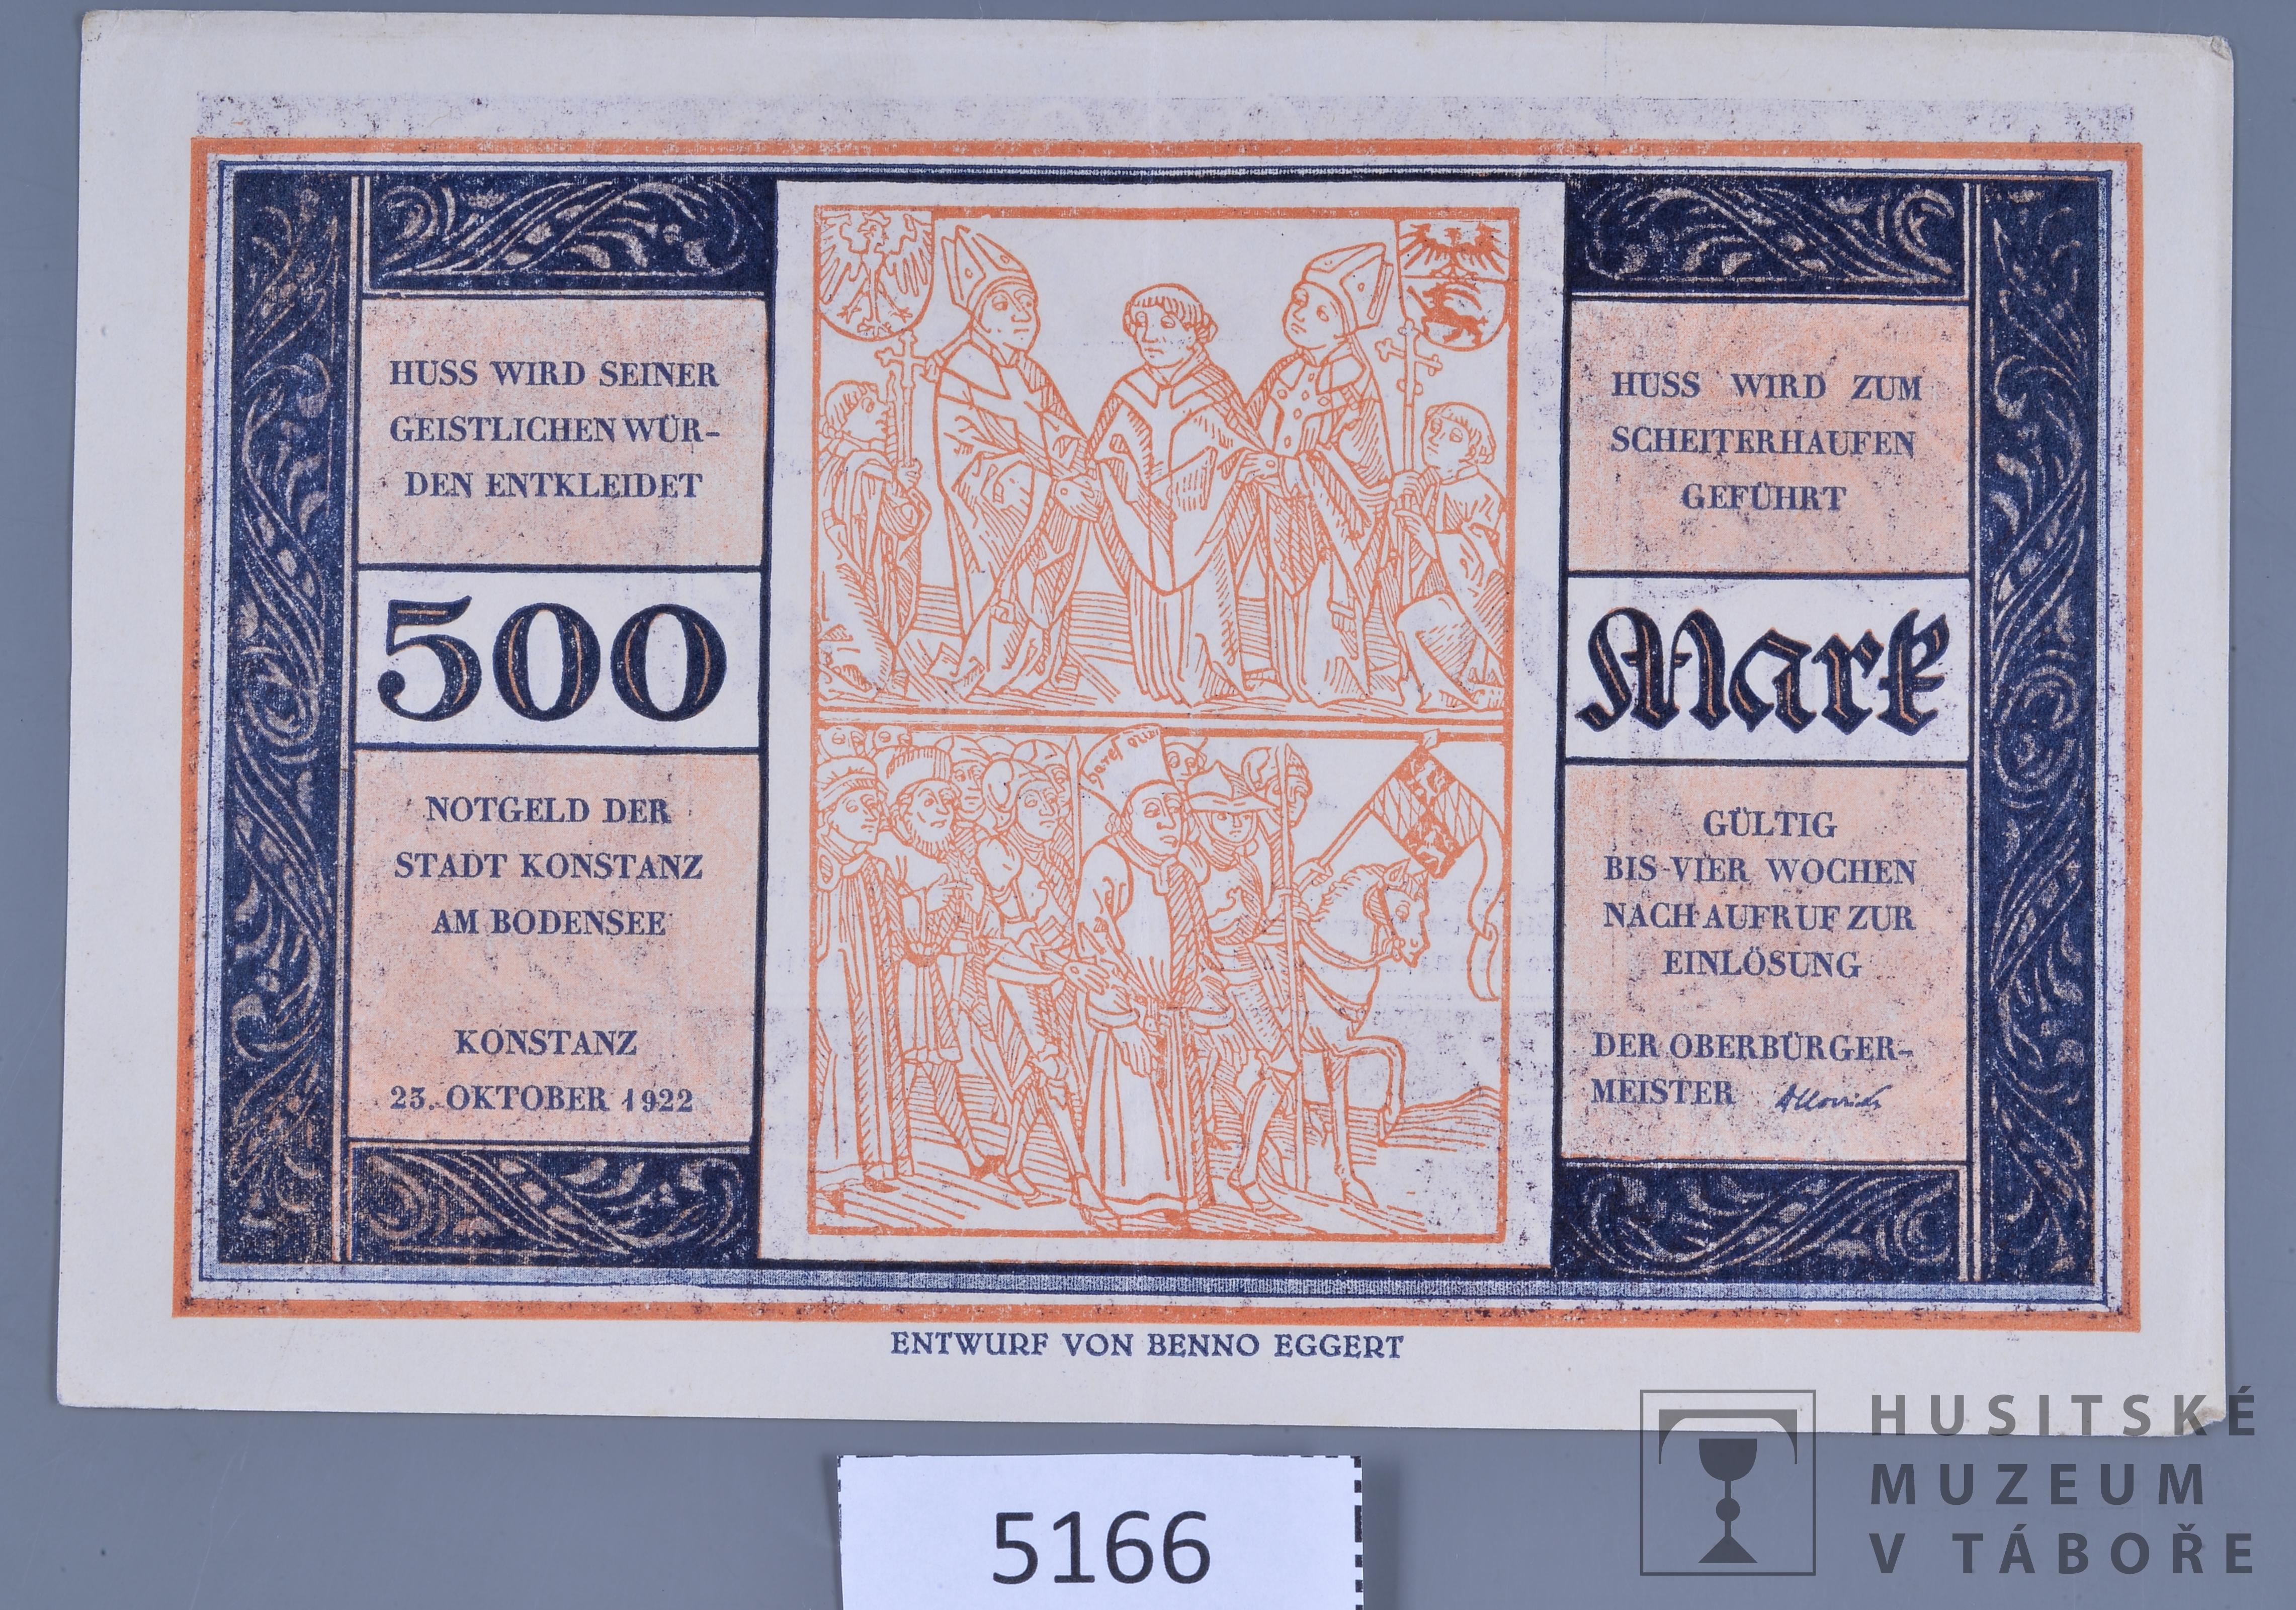 HUSS WIRD SEINER
GEISTLICHEN WÜR-
DEN ENTKLEIDET
500
NOTGELD DER
STADT KONSTANZ
AM BODENSEE
KONSTANZ
23. OKTOBER 1922
HUSS WIRD ZUM
SCHEITERHAUFEN
GEFÜHRT
Mark
GÜLTIG
BIS VIER WOCHEN
NACH AUFRUF ZUR
EINLÖSUNG
DER OBERBÜRGER-
MEISTER
ENTWURF VON BENNO EGGERT
5166
HUSITSKÉ
MUZEUM
V TÁBOŘE